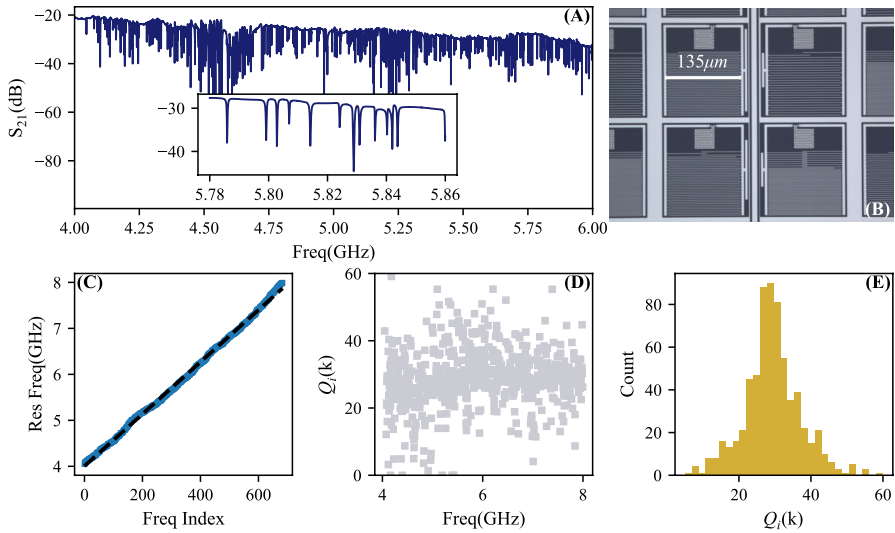 (A)
S21(dB)
−20
−40
−60
−80
−30
−40
5.78 5.80 5.82 5.84 5.86
4.00 4.25 4.50 4.75 5.00 5.25 5.50 5.75 6.00
Freq(GHz)
135μm
(B)
(C)
Res Freq(GHz)
8
7
6
5
4
0 200 400 600
Freq Index
(D)
Qi(k)
60
40
20
0
4 6 8
Freq(GHz)
(E)
Count
80
60
40
20
0
20 40 60
Qi(k)